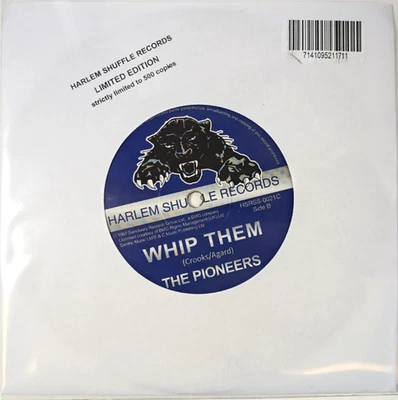 HARLEM SHUFFLE RECORDS
LIMITED EDITION
strictly limited to 500 copies
7141095211711
HARLEM SHUFFLE RECORDS
HSRSS-0021C
Side B
WHIP THEM
(Crooks/Agard)
THE PIONEERS